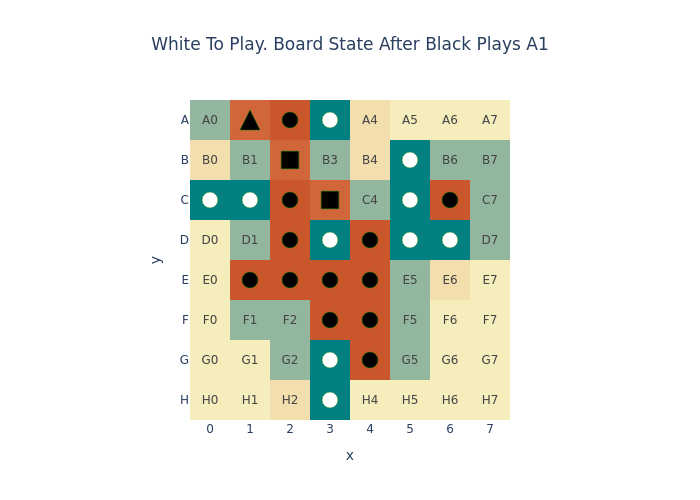 White To Play. Board State After Black Plays A1
A A0 A4 A5 A6 A7
B B0 B1 B3 B4 B6 B7
C C4 C7
D D0 D1 D7
E E0 E5 E6 E7
F F0 F1 F2 F5 F6 F7
G G0 G1 G2 G5 G6 G7
H H0 H1 H2 H4 H5 H6 H7
0 1 2 3 4 5 6 7
x
y